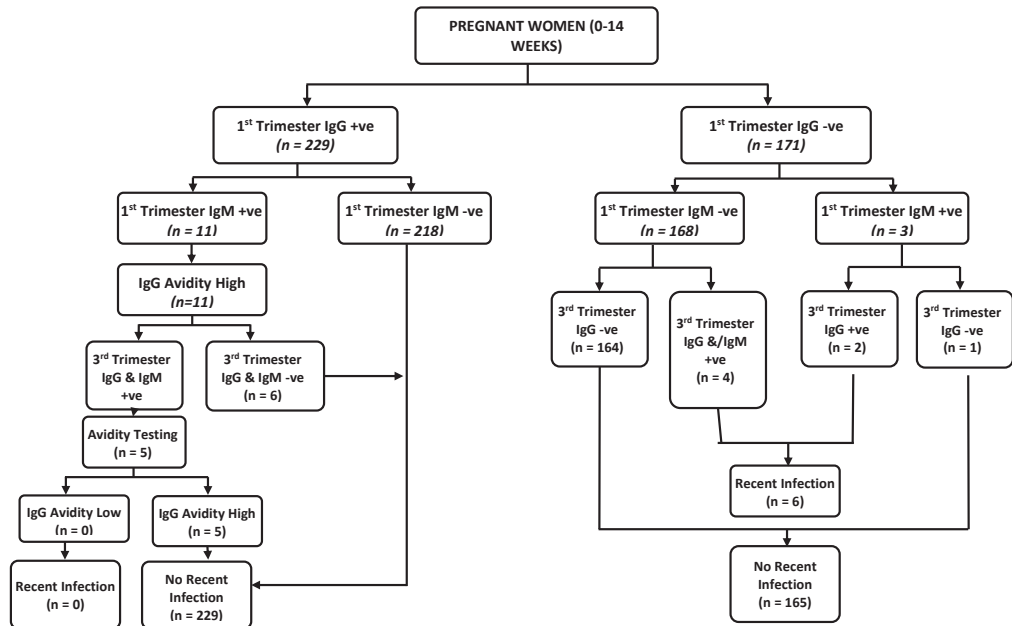 PREGNANT WOMEN (0-14
WEEKS)
1st Trimester IgG +ve
(n = 229)
1st Trimester IgG -ve
(n = 171)
1st Trimester IgM +ve
(n = 11)
1st Trimester IgM -ve
(n = 218)
1st Trimester IgM -ve
(n = 168)
1st Trimester IgM +ve
(n = 3)
IgG Avidity High
(n=11)
3rd Trimester
IgG -ve
(n = 164)
3rd Trimester
IgG &/IgM
+ve
(n = 4)
3rd Trimester
IgG +ve
(n = 2)
3rd Trimester
IgG -ve
(n = 1)
3rd Trimester
IgG & IgM
+ve
3rd Trimester
IgG & IgM -ve
(n = 6)
Avidity Testing
(n = 5)
Recent Infection
(n = 6)
IgG Avidity Low
(n = 0)
IgG Avidity High
(n = 5)
Recent Infection
(n = 0)
No Recent
Infection
(n = 229)
No Recent
Infection
(n = 165)